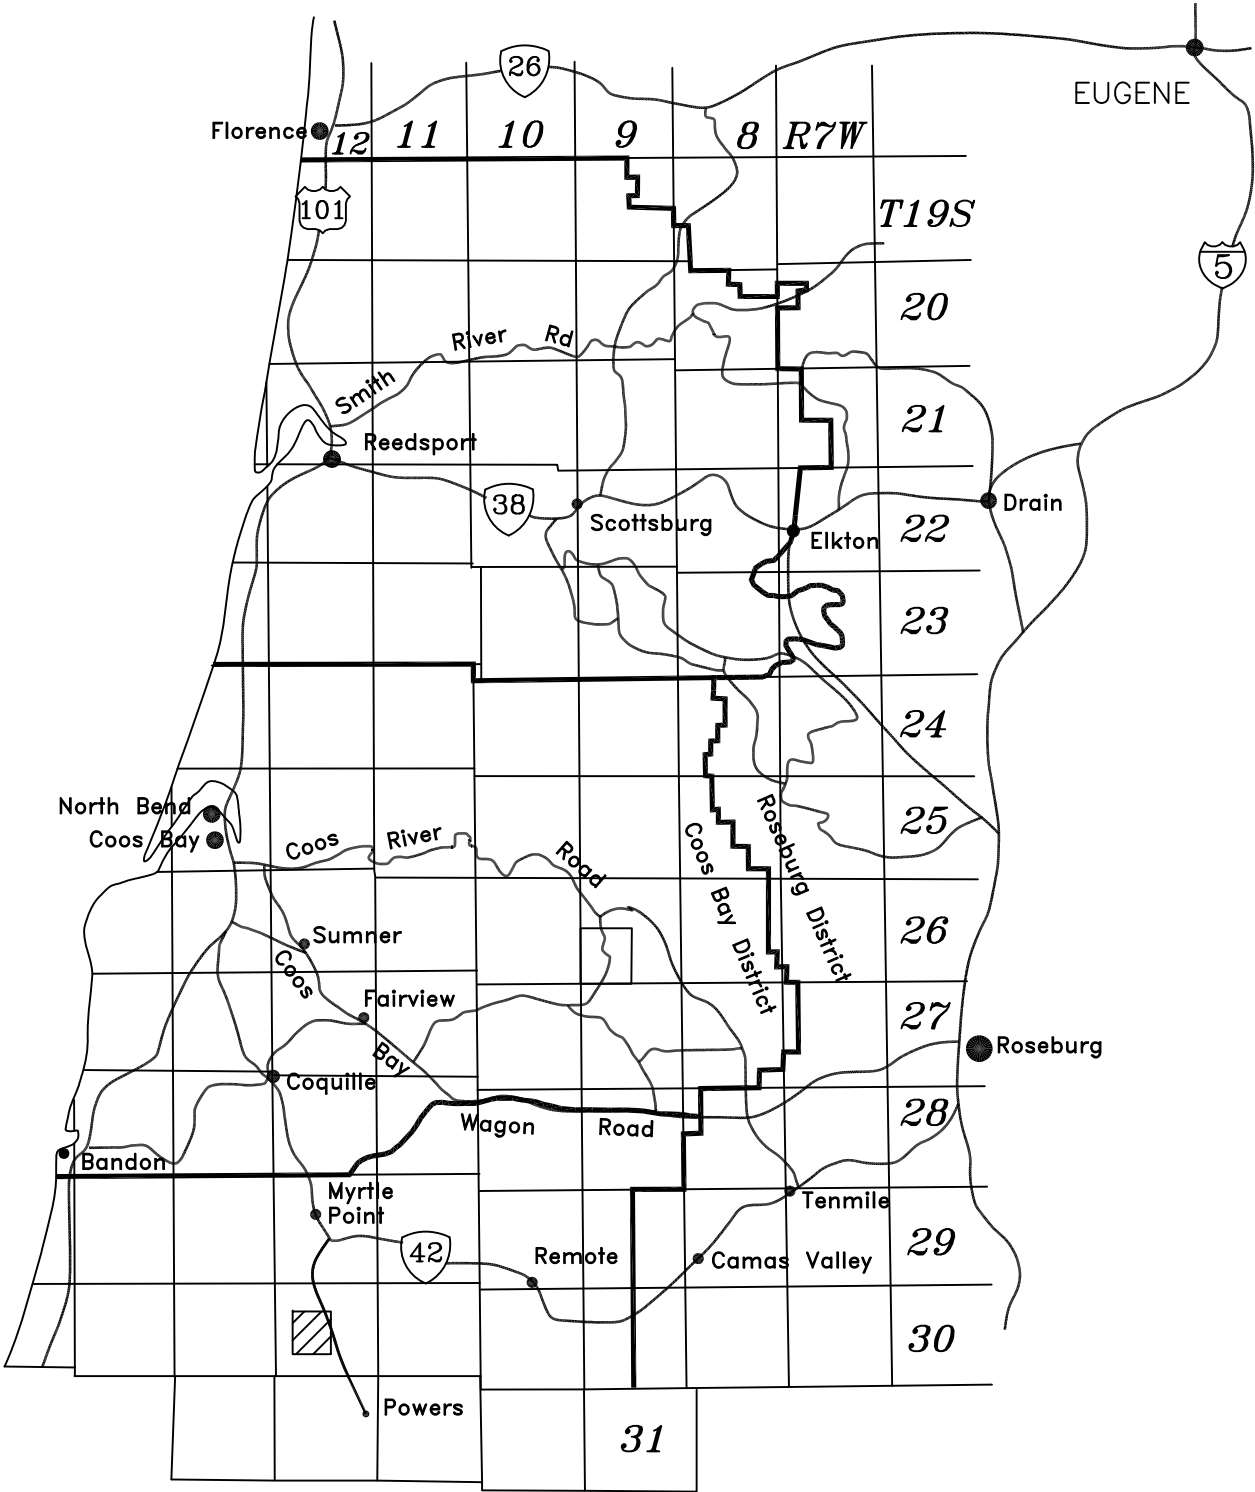 26
EUGENE
Florence
12 11 10 9 8 R7W
101
T19S
5
20
River Rd
Smith
21
Reedsport
38
Scottsburg
Drain
22
Elkton
23
24
North Bend
Coos Bay
25
Coos River Road
Coos Bay District
Roseburg District
Sumner
26
Coos
Fairview
27
Bay
Roseburg
Coquille
28
Wagon Road
Bandon
Myrtle
Point
Tenmile
42
Remote
Camas Valley
29
30
Powers
31